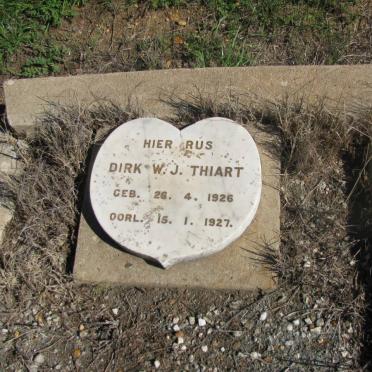 HIER RUS
DIRK W. J. THIART
GEB. 26. 4. 1926
OORL. 15. 1. 1927.